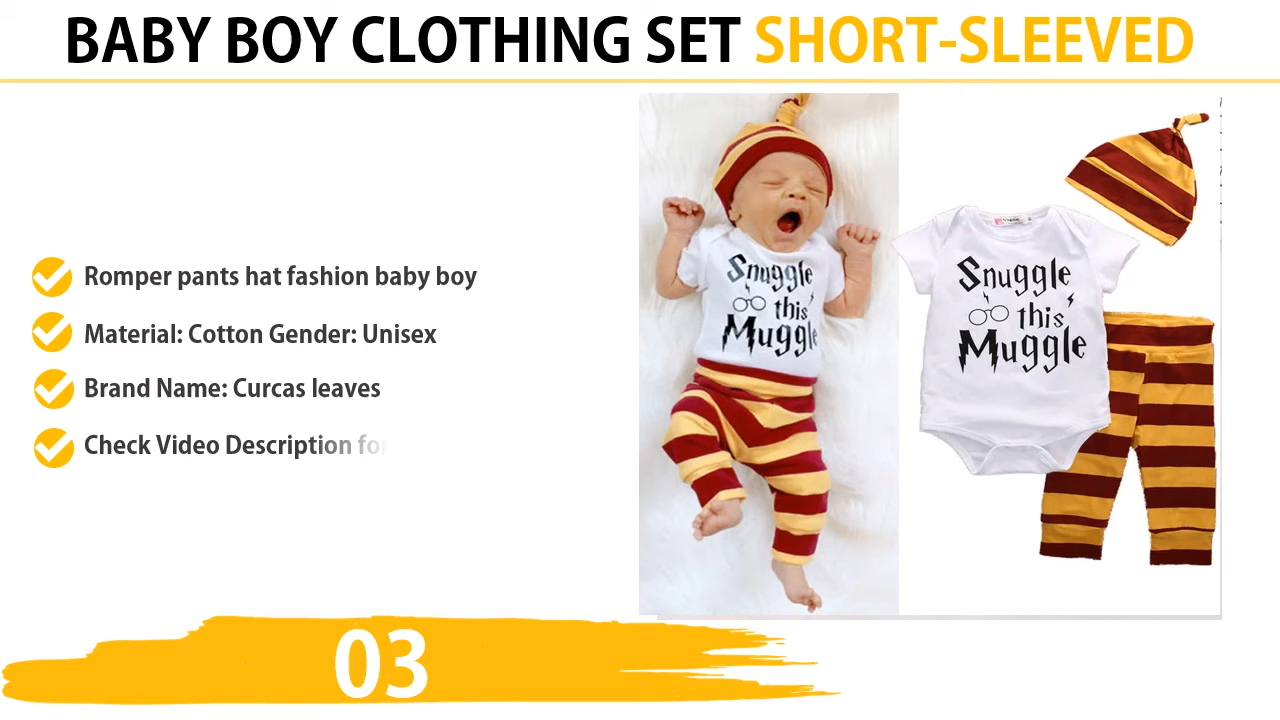 BABY BOY CLOTHING SET SHORT-SLEEVED
Romper pants hat fashion baby boy
Material: Cotton Gender: Unisex
Brand Name: Curcas leaves
Check Video Description for
Snuggle
this
Muggle
Snuggle
this
Muggle
03